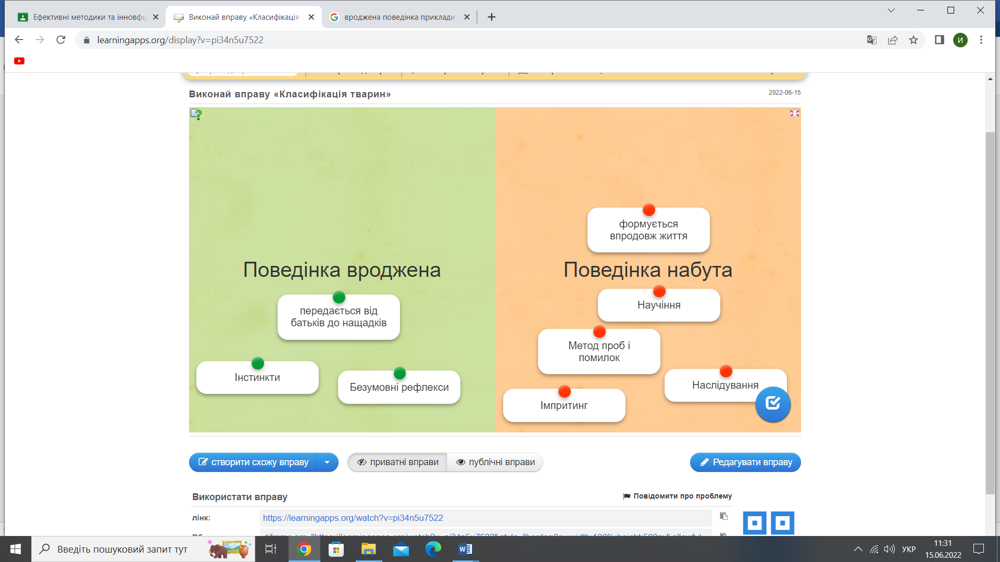 Ефективні методики та інновфц
Виконай вправу «Класифікація т
вроджена поведінка приклади
learningapps.org/display?v=pi34n5u7522
И
Виконай вправу «Класифікація тварин»
2022-06-15
формується
впродовж життя
Поведінка вроджена
Поведінка набута
передається від
батьків до нащадків
Научіння
Метод проб і
помилок
Інстинкти
Безумовні рефлекси
Наслідування
Імпритинг
створити схожу вправу
приватні вправи
публічні вправи
Редагувати вправу
Використати вправу
Повідомити про проблему
лінк:
https://learningapps.org/watch?v=pi34n5u7522
Введіть пошуковий запит тут
УКР
11:31
15.06.2022